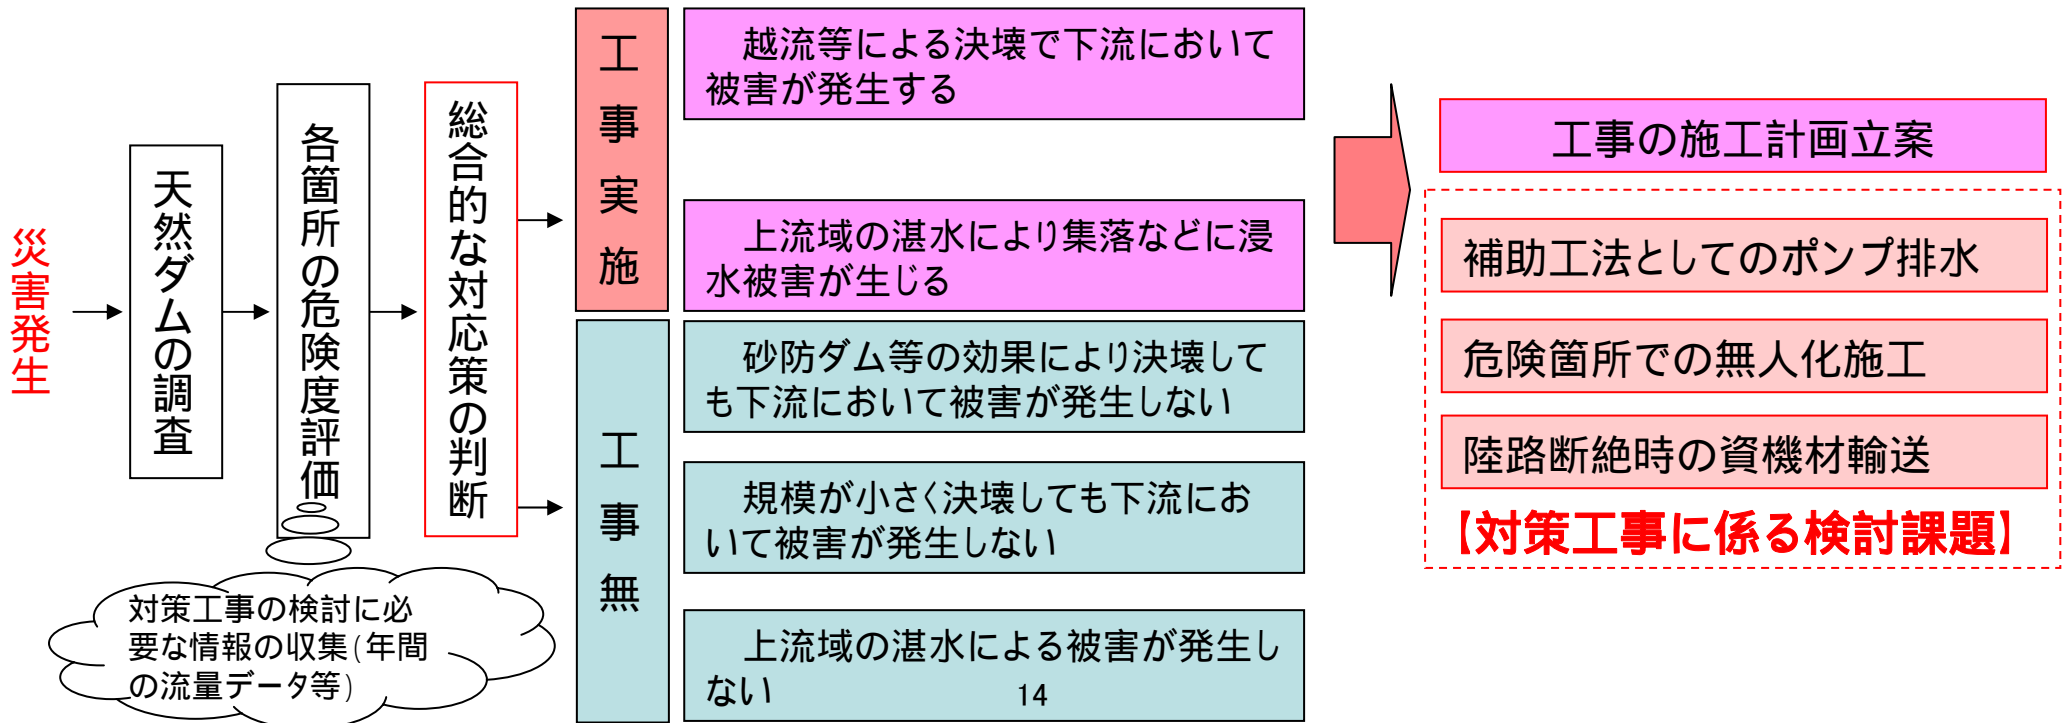 災害発生
天然ダムの調査
各箇所の危険度評価
対策工事の検討に必
要な情報の収集(年間
の流量データ等)
総合的な対応策の判断
工事実施
越流等による決壊で下流において
被害が発生する
上流域の湛水により集落などに浸
水被害が生じる
工事無
砂防ダム等の効果により決壊して
も下流において被害が発生しない
規模が小さく決壊しても下流にお
いて被害が発生しない
上流域の湛水による被害が発生し
ない
14
工事の施工計画立案
補助工法としてのポンプ排水
危険箇所での無人化施工
陸路断絶時の資機材輸送
【対策工事に係る検討課題】